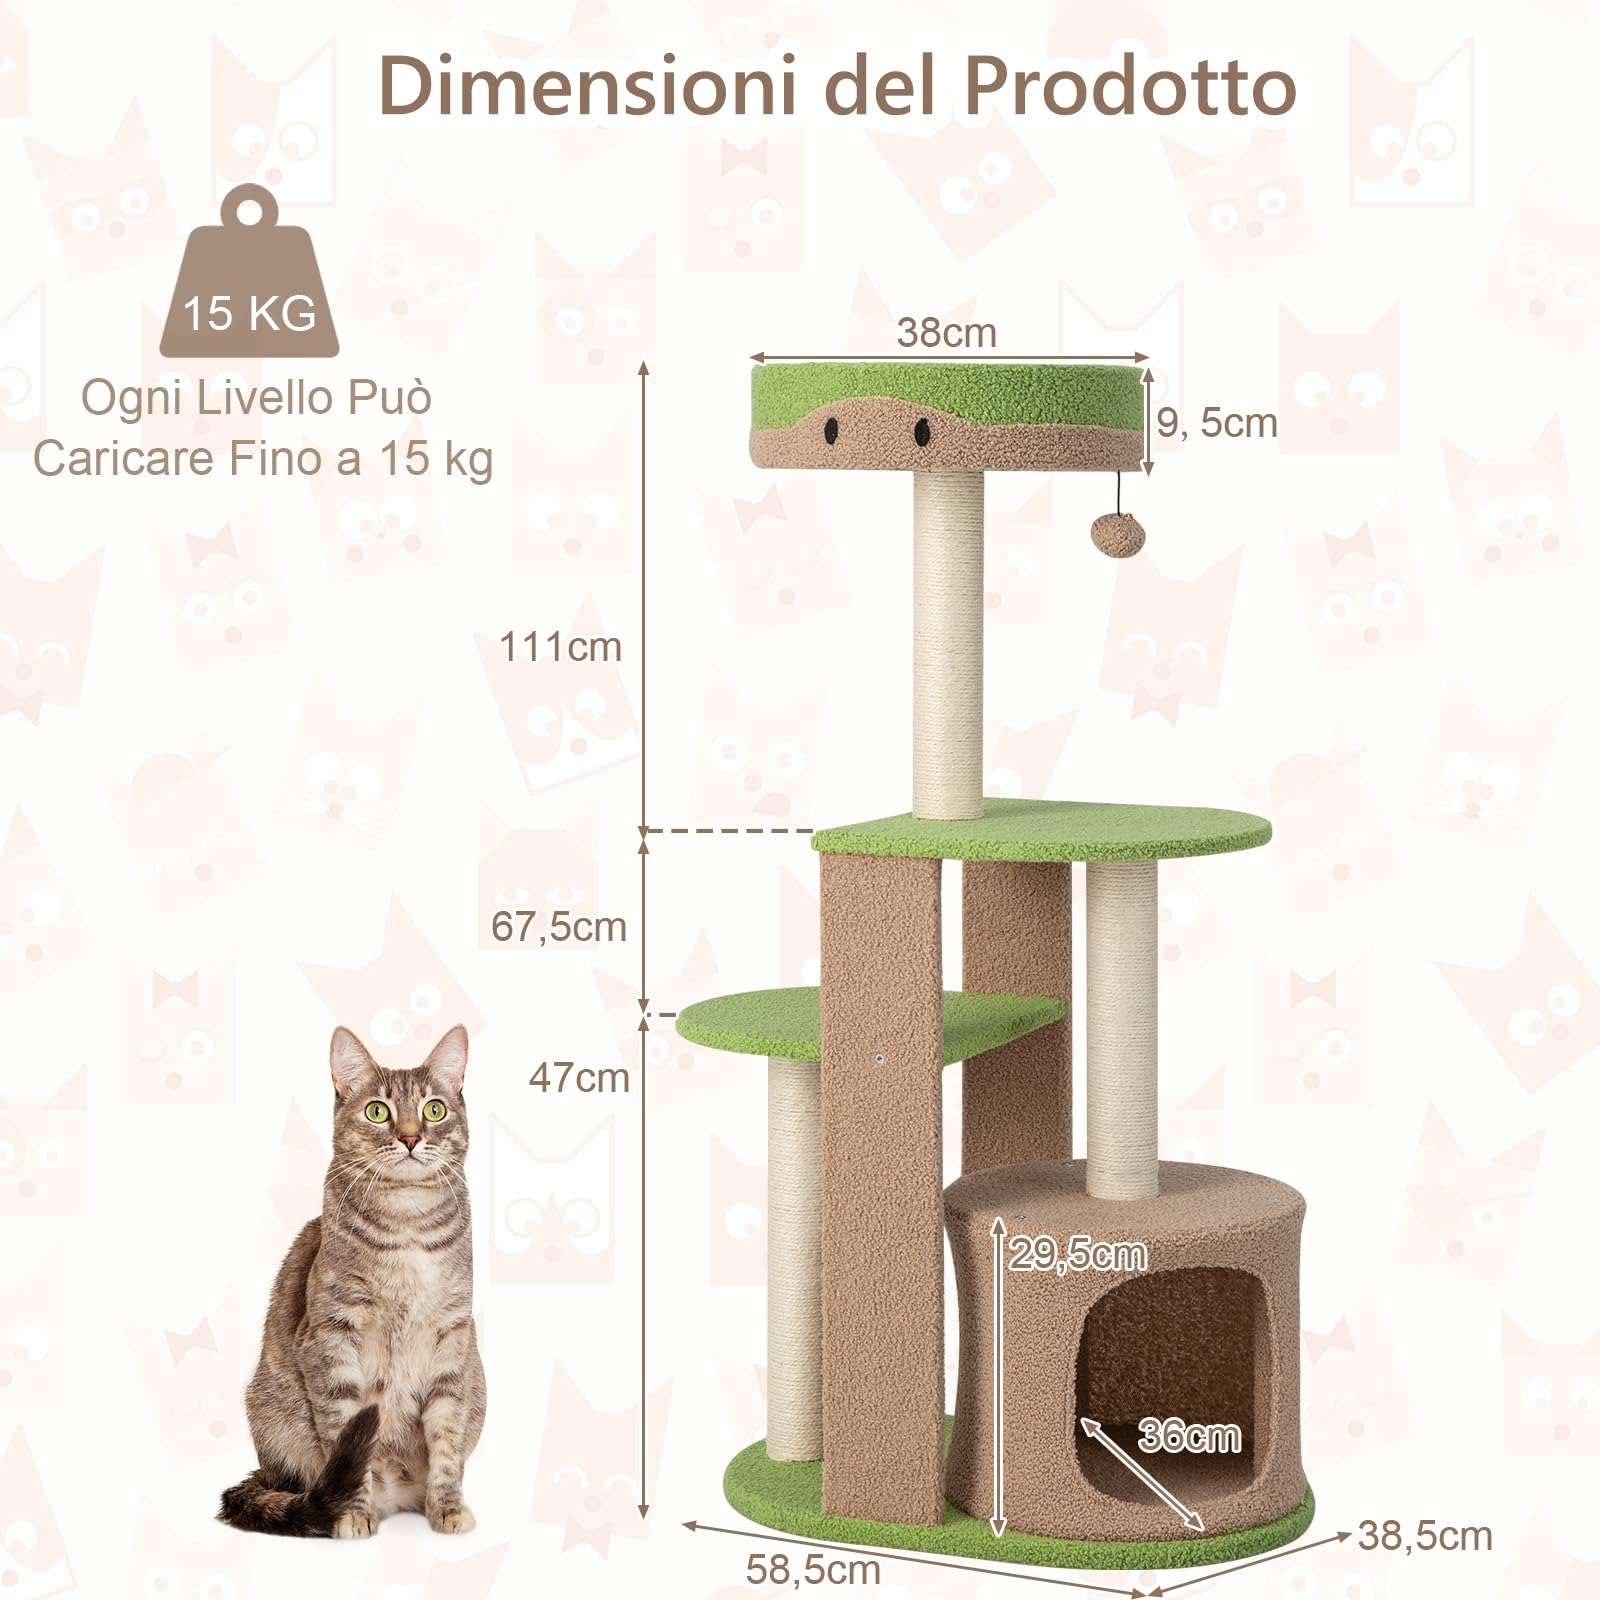 Dimensioni del Prodotto
15 KG
Ogni Livello Può
Caricare Fino a 15 kg
38cm
9, 5cm
111cm
67,5cm
47cm
29,5cm
36cm
38,5cm
58,5cm